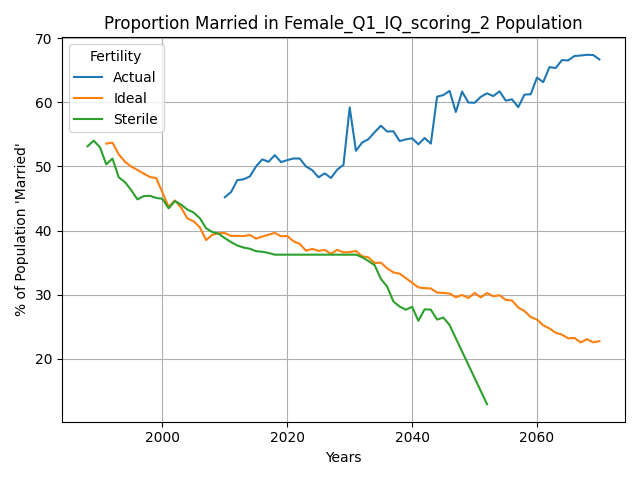 Proportion Married in Female_Q1_IQ_scoring_2 Population
% of Population 'Married'
70
60
50
40
30
20
Fertility
Actual
Ideal
Sterile
2000
2020
2040
2060
Years